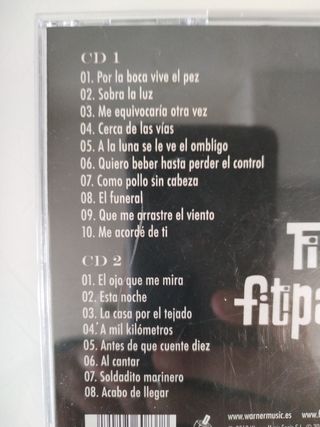 CD 1
01. Por la boca vive el pez
02. Sobra la luz
03. Me equivocaría otra vez
04. Cerca de las vías
05. A la luna se le ve el ombligo
06. Quiero beber hasta perder el control
07. Como pollo sin cabeza
08. El funeral
09. Que me arrastre el viento
10. Me acordé de ti
CD 2
01. El ojo que me mira
02. Esta noche
03. La casa por el tejado
04. A mil kilómetros
05. Antes de que cuente diez
06. Al cantar
07. Soldadito marinero
08. Acabo de llegar
Fi
fitipa
www.warnermusic.es